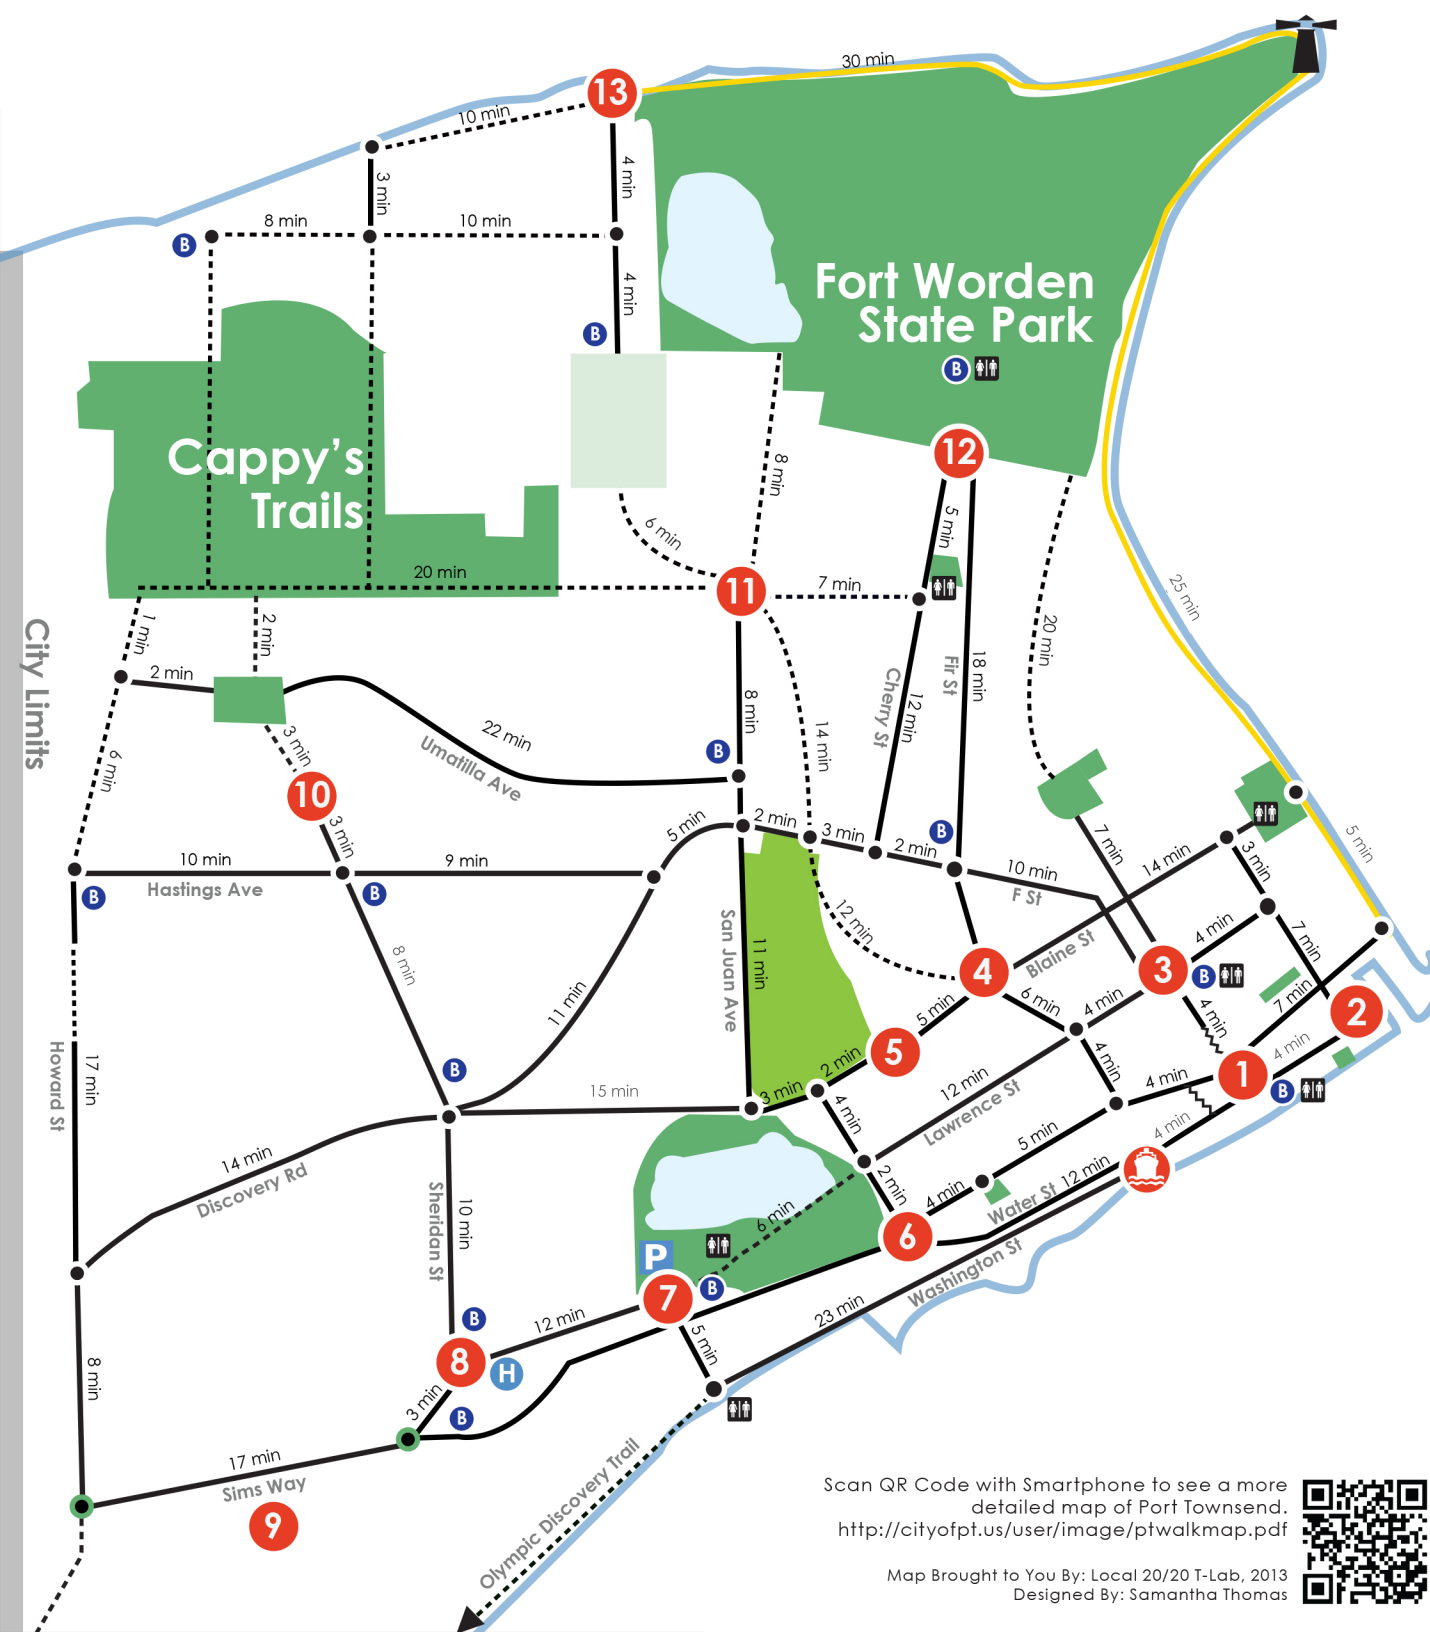 30 min
13
10 min
3 min
4 min
8 min
10 min
B
4 min
B
Fort Worden
State Park
B
Cappy's
Trails
12
8 min
5 min
6 min
20 min
11
7 min
25 min
1 min
2 min
20 min
City Limits
2 min
Fir St
18 min
Cherry St
12 min
8 min
22 min
Umatilla Ave
14 min
B
6 min
3 min
10
3 min
5 min
2 min
3 min
B
2 min
10 min
F St
7 min
14 min
3 min
5 min
10 min
Hastings Ave
9 min
B
B
12 min
4 min
7 min
8 min
San Juan Ave
11 min
Blaine St
4
3
B
11 min
6 min
4 min
4 min
7 min
2
5 min
5
4 min
Howard St
17 min
B
2 min
4 min
4 min
1
B
15 min
3 min
4 min
12 min
Lawrence St
4 min
5 min
14 min
Discovery Rd
2 min
4 min
12 min
Water St
Sheridan St
10 min
6 min
6
P
Washington St
7
B
23 min
B
12 min
5 min
8
H
8 min
3 min
B
17 min
Sims Way
9
Olympic Discovery Trail
Scan QR Code with Smartphone to see a more
detailed map of Port Townsend.
http://cityofpt.us/user/image/ptwalkmap.pdf
Map Brought to You By: Local 20/20 T-Lab, 2013
Designed By: Samantha Thomas